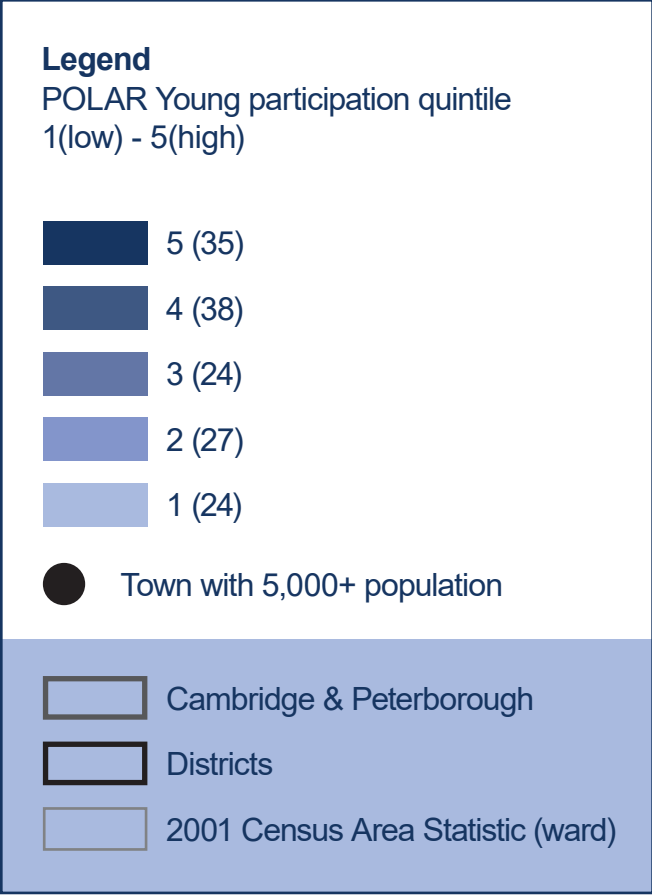 Legend
POLAR Young participation quintile
1(low) - 5(high)
5 (35)
4 (38)
3 (24)
2 (27)
1 (24)
Town with 5,000+ population
Cambridge & Peterborough
Districts
2001 Census Area Statistic (ward)